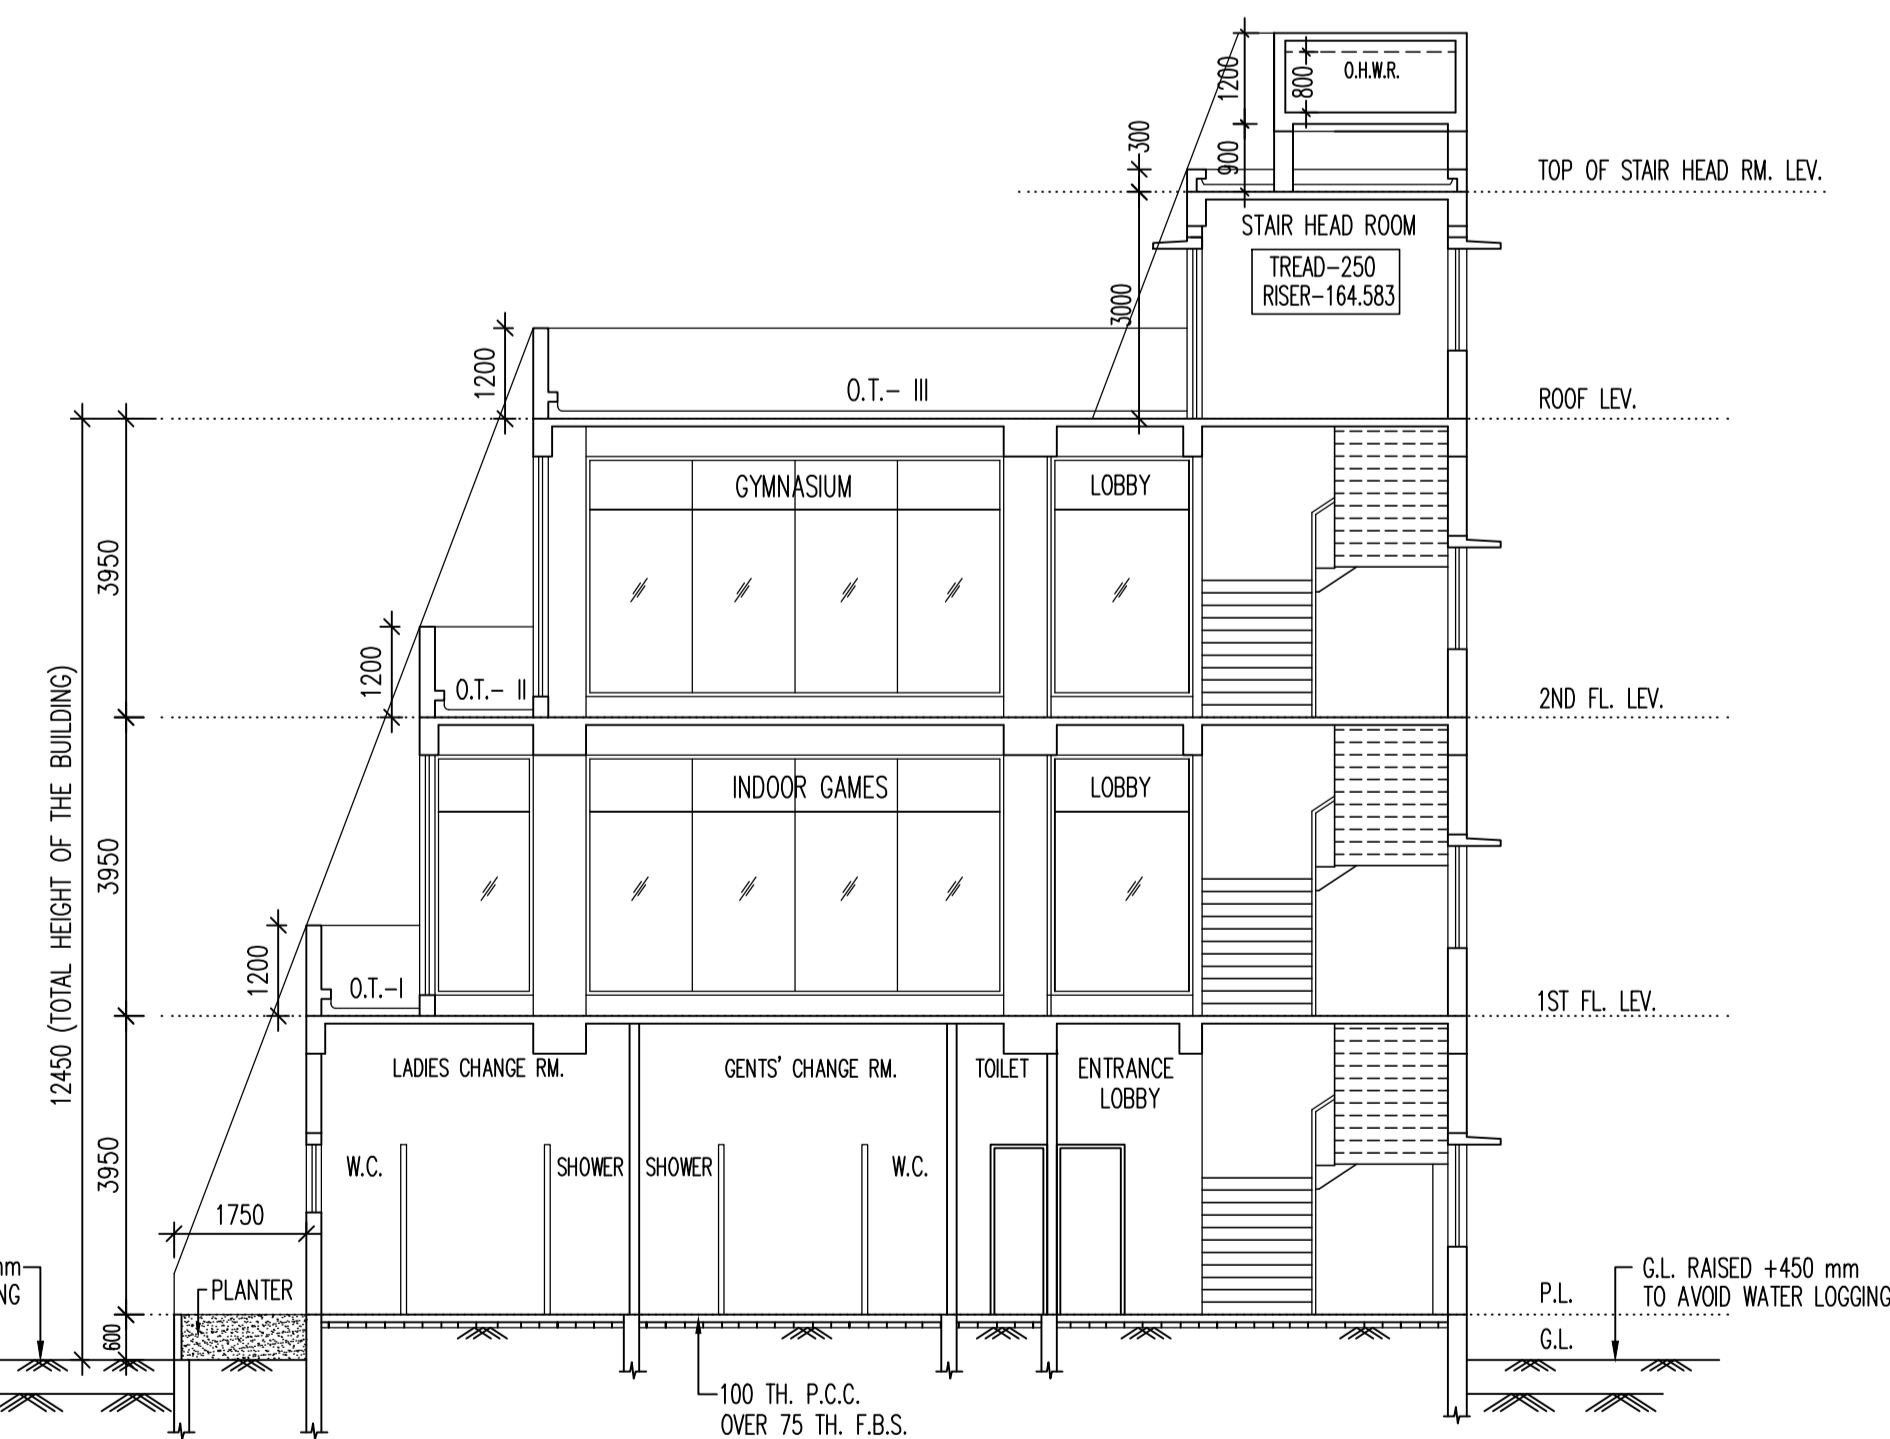 1200
800
O.H.W.R.
300
900
TOP OF STAIR HEAD RM. LEV.
STAIR HEAD ROOM
TREAD-250
RISER-164.583
3000
1200
O.T.- III
ROOF LEV.
GYMNASIUM
LOBBY
3950
1200
O.T.- II
2ND FL. LEV.
12450 (TOTAL HEIGHT OF THE BUILDING)
INDOOR GAMES
LOBBY
3950
1200
O.T.-I
1ST FL. LEV.
LADIES CHANGE RM.
GENTS' CHANGE RM.
TOILET
ENTRANCE
LOBBY
3950
W.C.
SHOWER
SHOWER
W.C.
1750
mm
NG
PLANTER
P.L.
G.L. RAISED +450 mm
TO AVOID WATER LOGGING
600
G.L.
100 TH. P.C.C.
OVER 75 TH. F.B.S.